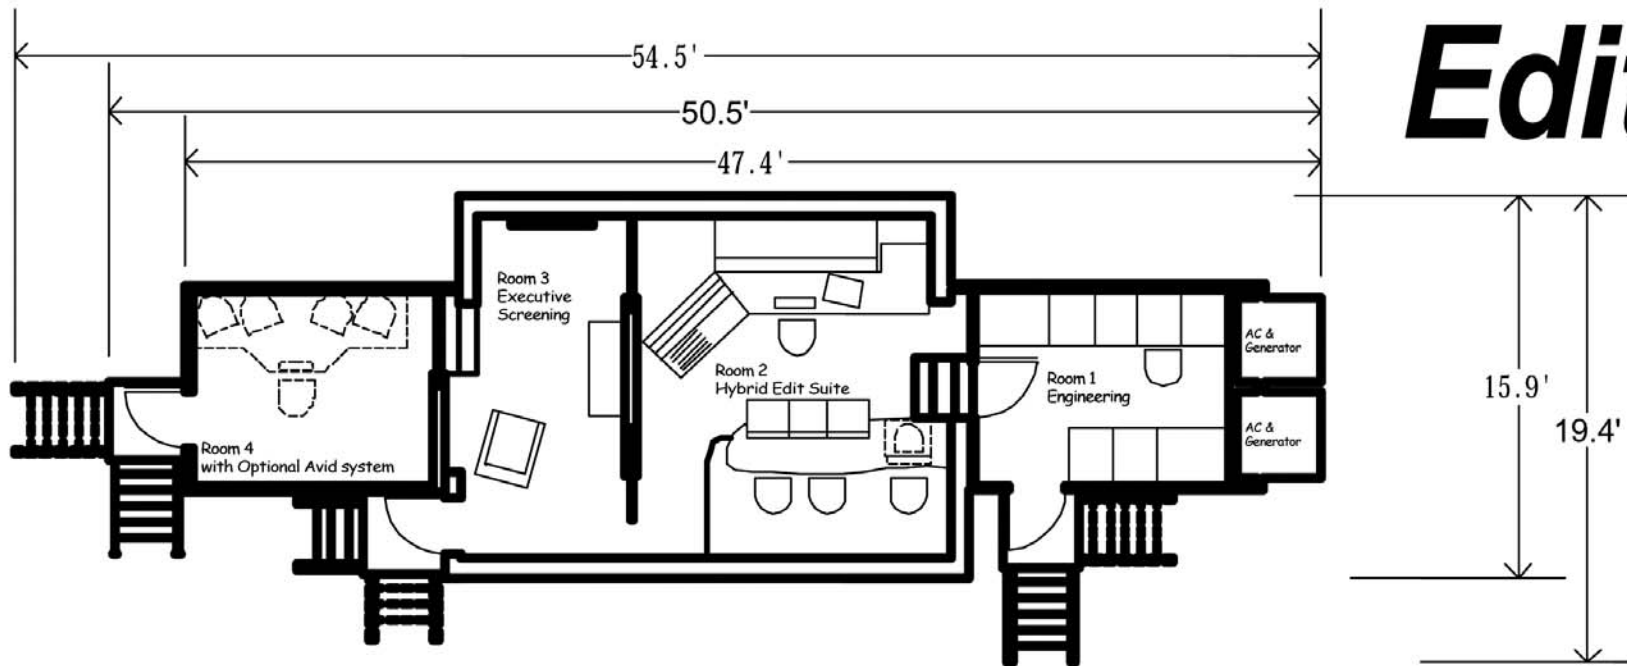 54.5'
50.5'
47.4'
Room 3
Executive
Screening
Room 2
Hybrid Edit Suite
Room 1
Engineering
AC &
Generator
AC &
Generator
Room 4
with Optional Avid system
15.9'
19.4'